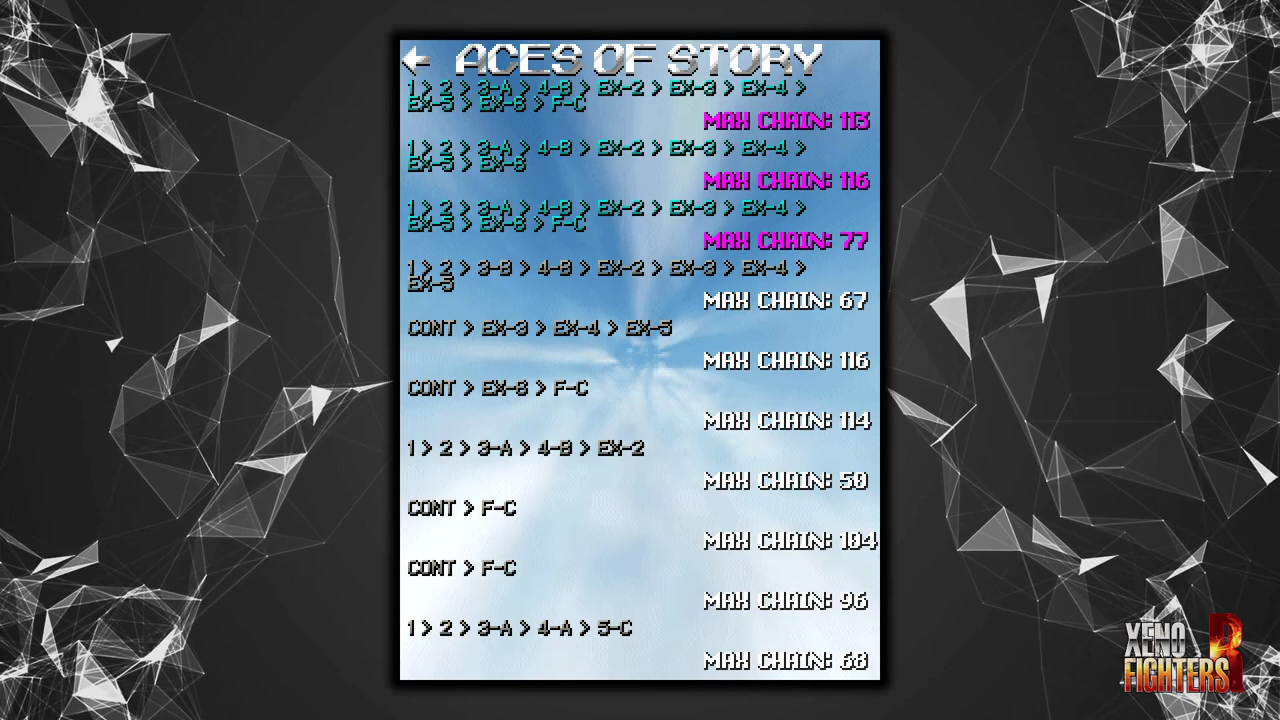 ACES OF STORY
1 > 2 > 3-A > 4-B > EX-2 > EX-3 > EX-4 >
EX-5 > EX-6 > F-C
MAX CHAIN: 113
1 > 2 > 3-A > 4-B > EX-2 > EX-3 > EX-4 >
EX-5 > EX-6
MAX CHAIN: 116
1 > 2 > 3-A > 4-B > EX-2 > EX-3 > EX-4 >
EX-5 > EX-6 > F-C
MAX CHAIN: 77
1 > 2 > 3-B > 4-B > EX-2 > EX-3 > EX-4 >
EX-5
MAX CHAIN: 67
CONT > EX-3 > EX-4 > EX-5
MAX CHAIN: 116
CONT > EX-6 > F-C
MAX CHAIN: 114
1 > 2 > 3-A > 4-B > EX-2
MAX CHAIN: 50
CONT > F-C
MAX CHAIN: 104
CONT > F-C
MAX CHAIN: 96
1 > 2 > 3-A > 4-A > 5-C
MAX CHAIN: 60
XENO
FIGHTERS R